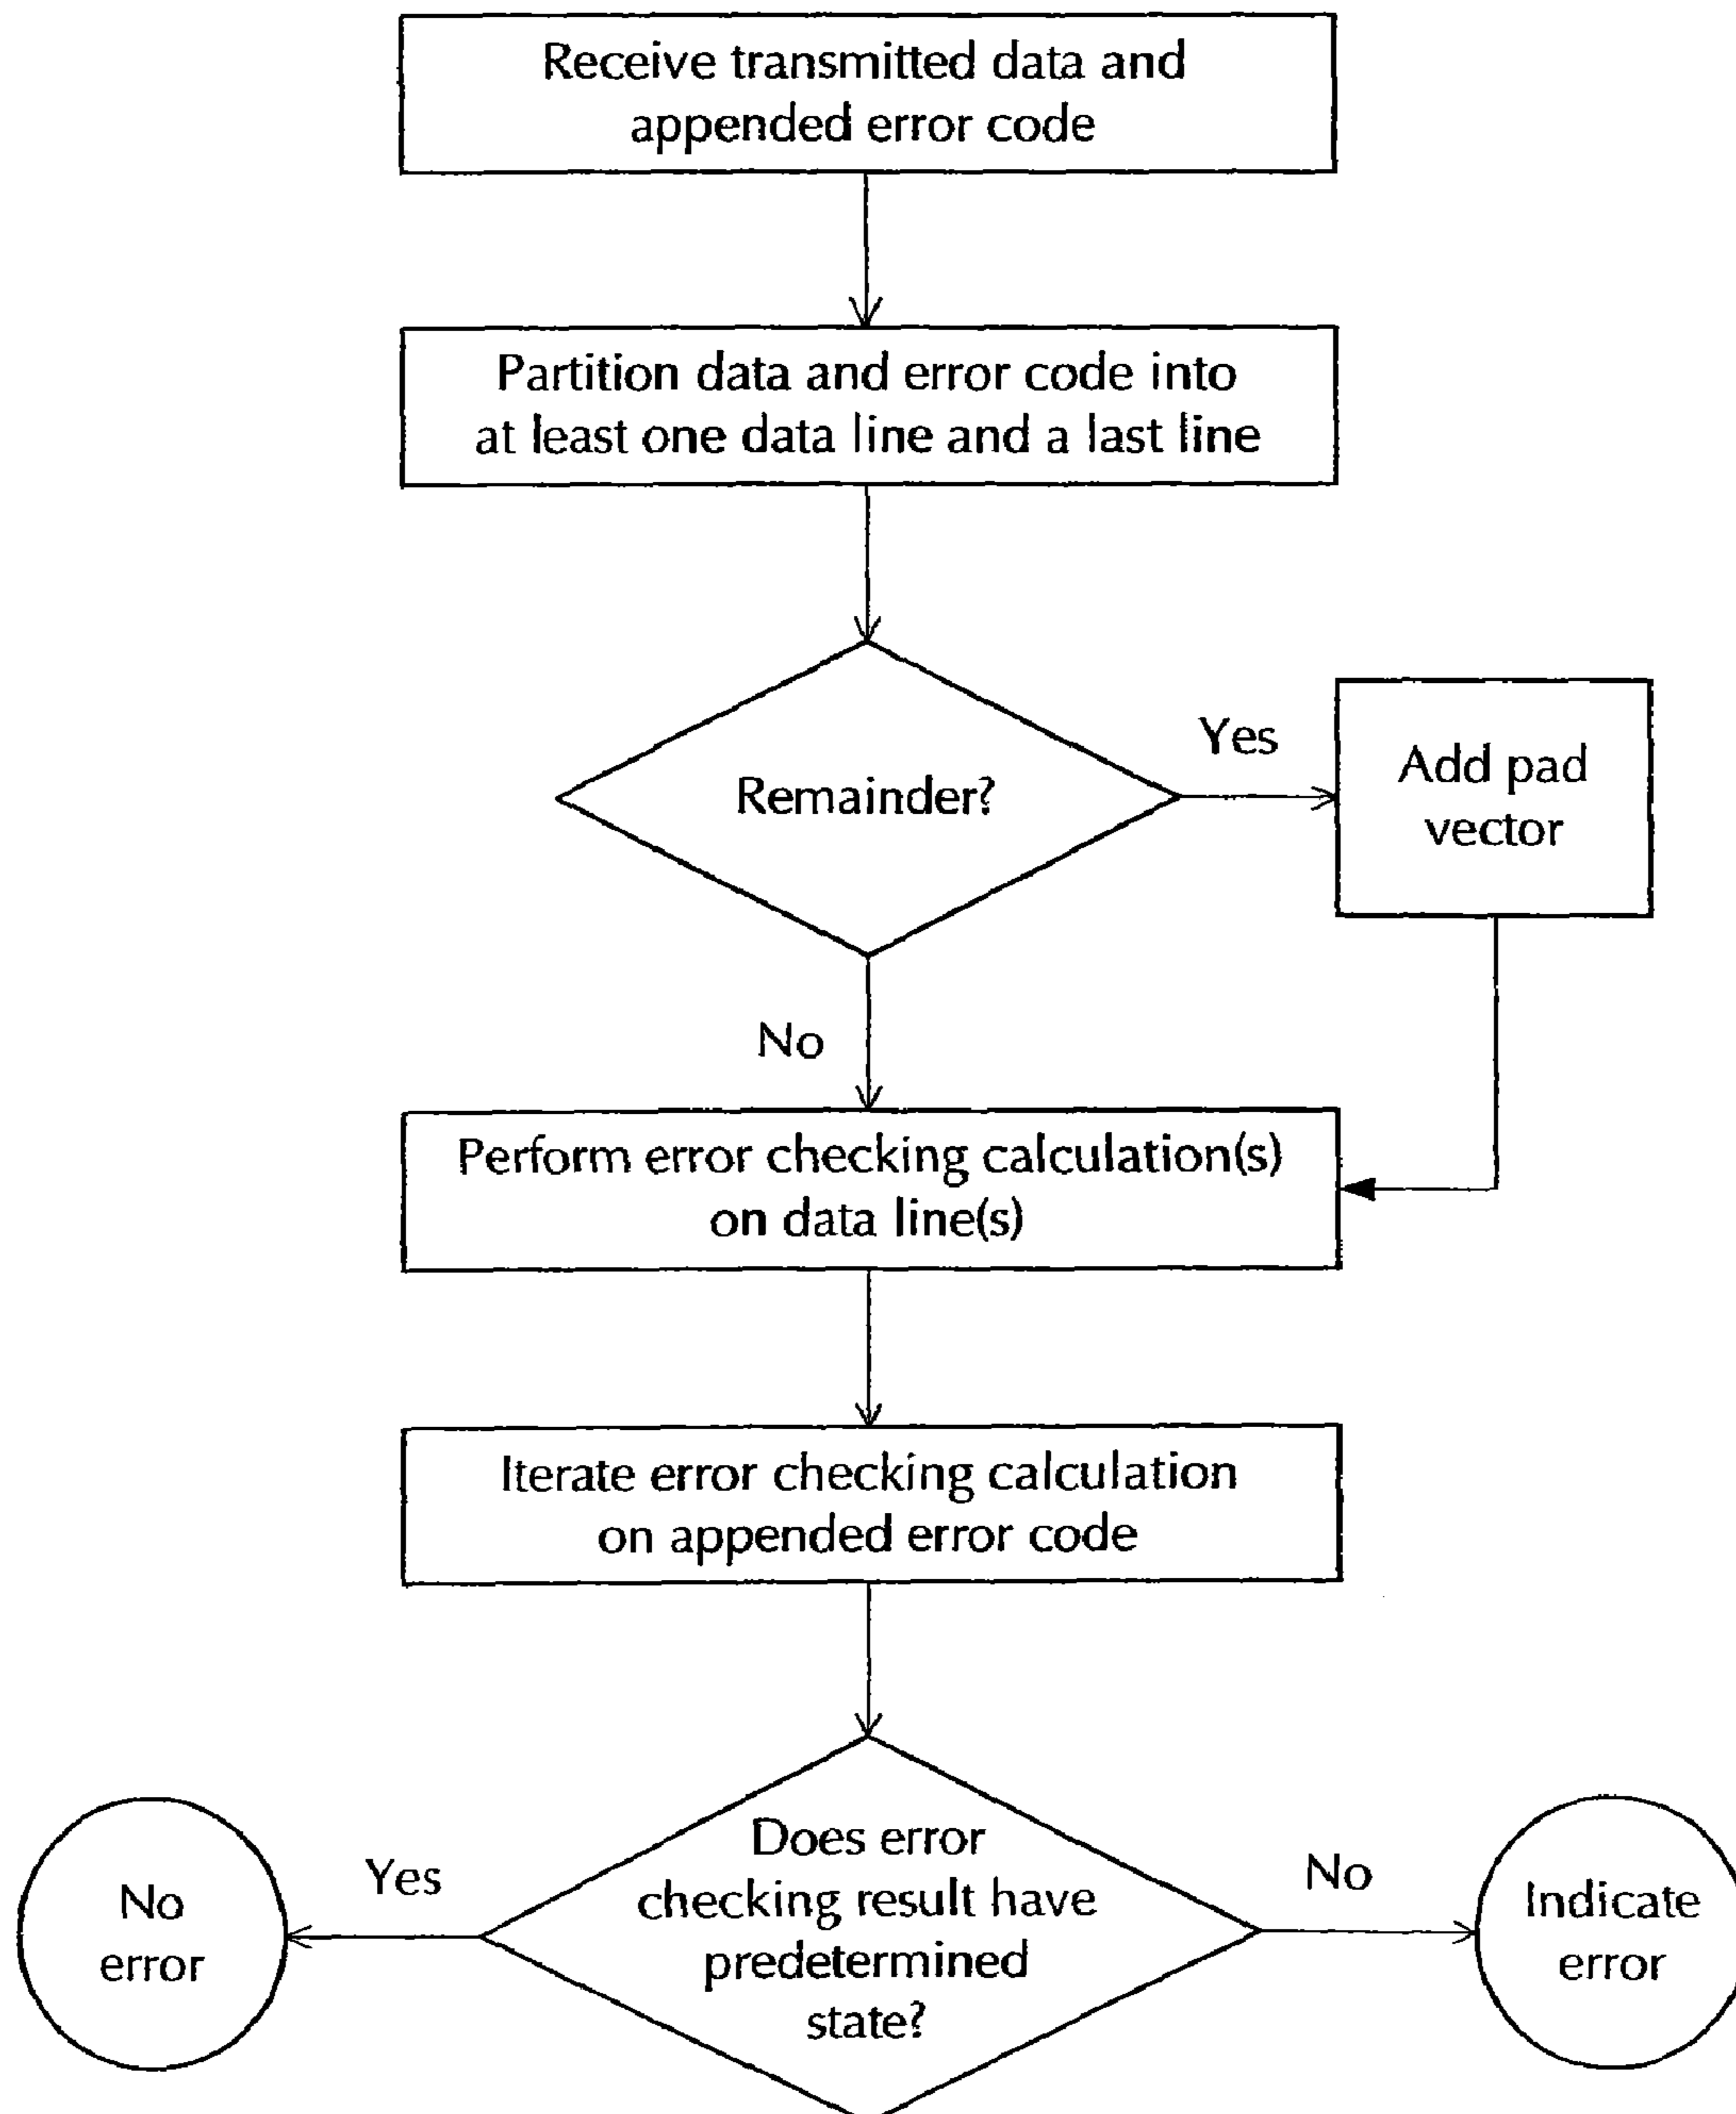 Receive transmitted data and
appended error code
Partition data and error code into
at least one data line and a last line
Remainder?
Yes
Add pad
vector
No
Perform error checking calculation(s)
on data line(s)
Iterate error checking calculation
on appended error code
Does error
checking result have
predetermined
state?
Yes
No
error
No
Indicate
error